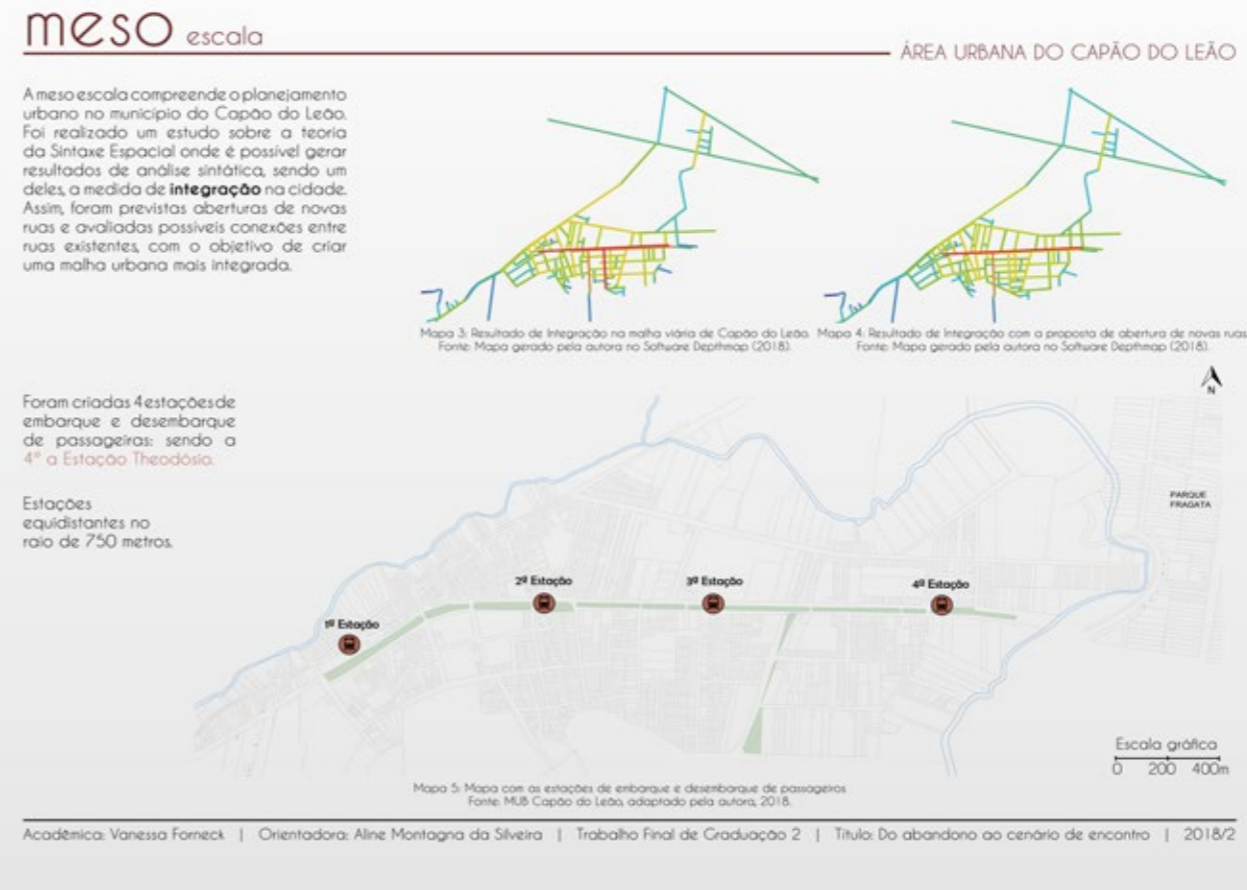 meso escala
ÁREA URBANA DO CAPÃO DO LEÃO
A meso escala compreende o planejamento
urbano no município do Capão do Leão.
Foi realizado um estudo sobre a teoria
da Sintaxe Espacial onde é possível gerar
resultados de análise sintática, sendo um
deles, a medida de integração na cidade.
Assim, foram previstas aberturas de novas
ruas e avaliadas possíveis conexões entre
ruas existentes, com o objetivo de criar
uma malha urbana mais integrada.
Mapa 3: Resultado de Integração na malha viária de Capão do Leão.
Fonte: Mapa gerado pela autora no Software Depthmap (2018).
Mapa 4: Resultado de Integração com a proposta de abertura de novas ruas
Fonte: Mapa gerado pela autora no Software Depthmap (2018).
N
Foram criadas 4 estações de
embarque e desembarque
de passageiras: sendo a
4ª a Estação Theodósio.
Estações
equidistantes no
raio de 750 metros.
PARQUE
FRAGATA
1ª Estação
2ª Estação
3ª Estação
4ª Estação
Escala gráfica
0 200 400m
Mapa 5: Mapa com as estações de embarque e desembarque de passageiros
Fonte: MUB Capão do Leão, adaptado pela autora, 2018.
Acadêmica: Vanessa Forneck | Orientadora: Aline Montagna da Silveira | Trabalho Final de Graduação 2 | Título: Do abandono ao cenário de encontro | 2018/2